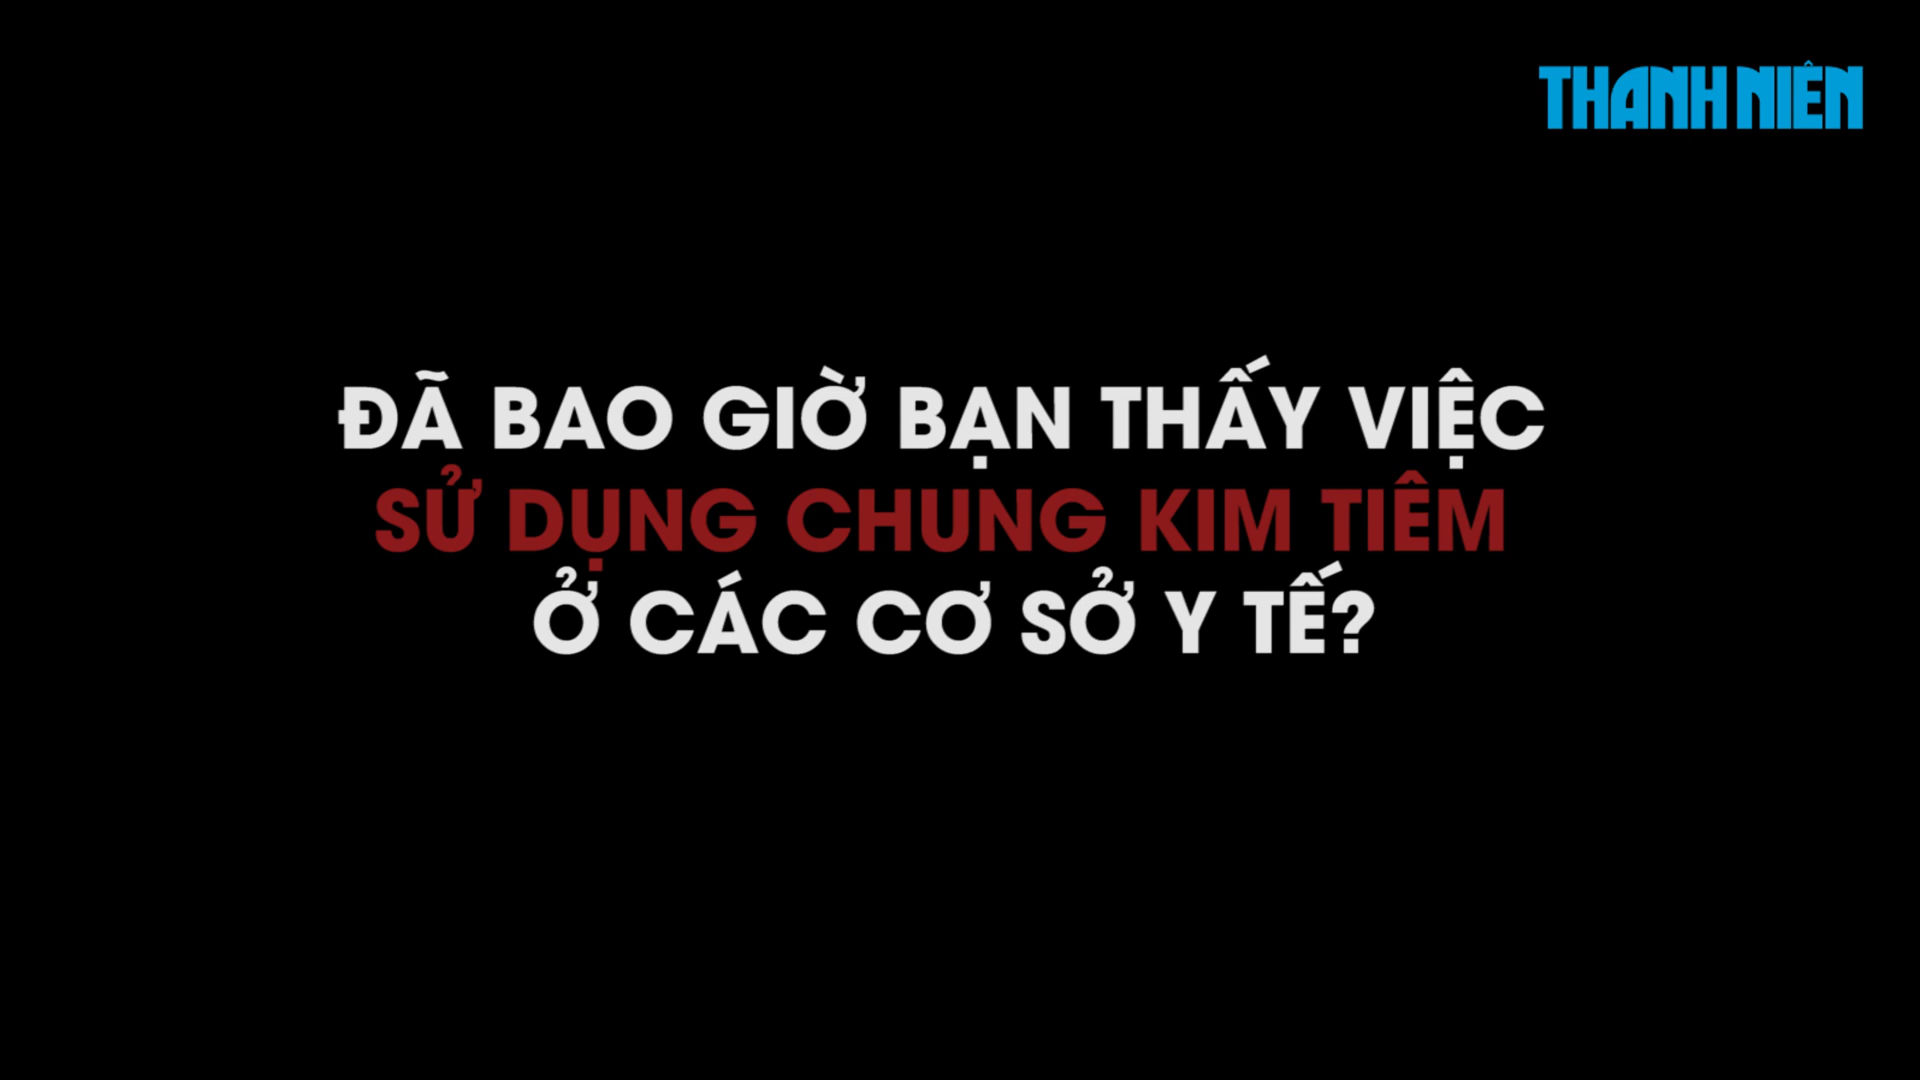 THANH NIÊN
ĐÃ BAO GIỜ BẠN THẤY VIỆC
SỬ DỤNG CHUNG KIM TIÊM
Ở CÁC CƠ SỞ Y TẾ?